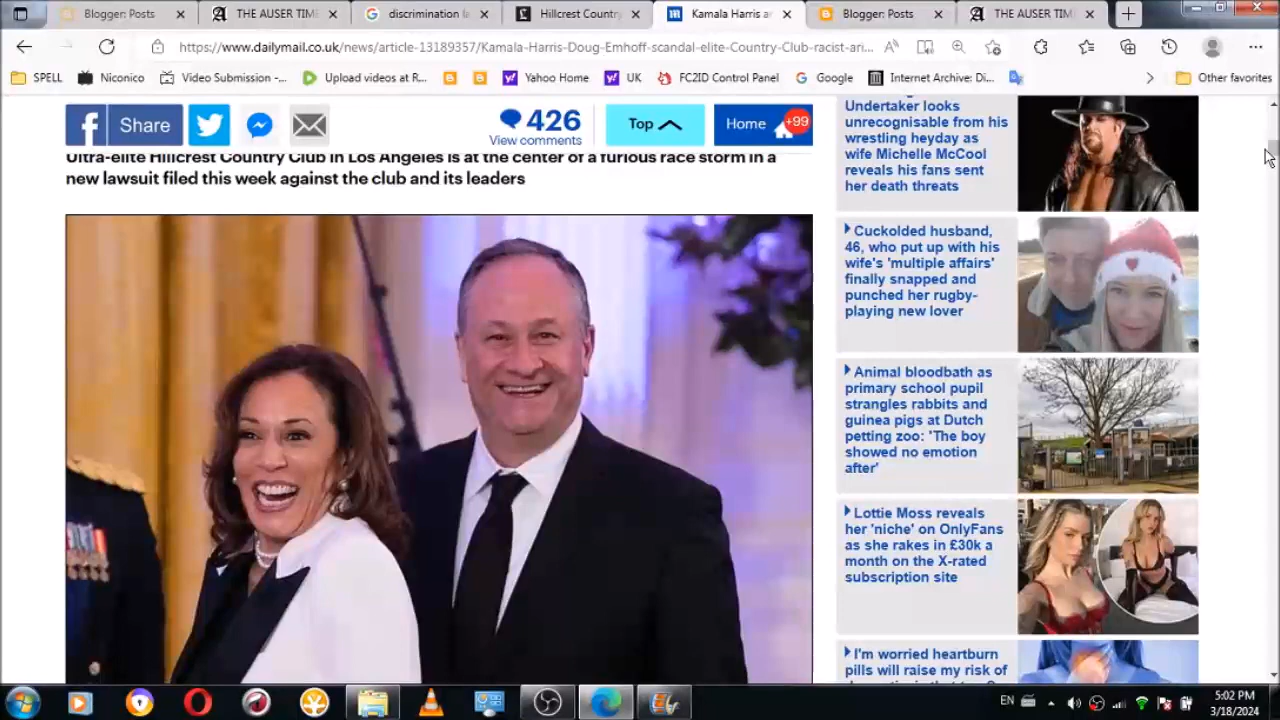 Blogger: Posts
THE AUSER TIM
discrimination l
Hillcrest Countr
Kamala Harris a
Blogger: Posts
THE AUSER TIM
https://www.dailymail.co.uk/news/article-13189357/Kamala-Harris-Doug-Emhoff-scandal-elite-Country-Club-racist-ari...
SPELL
Niconico
Video Submission -...
Upload videos at R...
Yahoo Home
UK
FC2ID Control Panel
Google
Internet Archive: Di...
Other favorites
Share
426
View comments
Top
Home
+99
Ultra-elite Hillcrest Country Club in Los Angeles is at the center of a furious race storm in a
new lawsuit filed this week against the club and its leaders
Undertaker looks
unrecognisable from his
wrestling heyday as
wife Michelle McCool
reveals his fans sent
her death threats
Cuckolded husband,
46, who put up with his
wife's 'multiple affairs'
finally snapped and
punched her rugby-
playing new lover
Animal bloodbath as
primary school pupil
strangles rabbits and
guinea pigs at Dutch
petting zoo: 'The boy
showed no emotion
after'
Lottie Moss reveals
her 'niche' on OnlyFans
as she rakes in £30k a
month on the X-rated
subscription site
I'm worried heartburn
pills will raise my risk of
EN
5:02 PM
3/18/2024